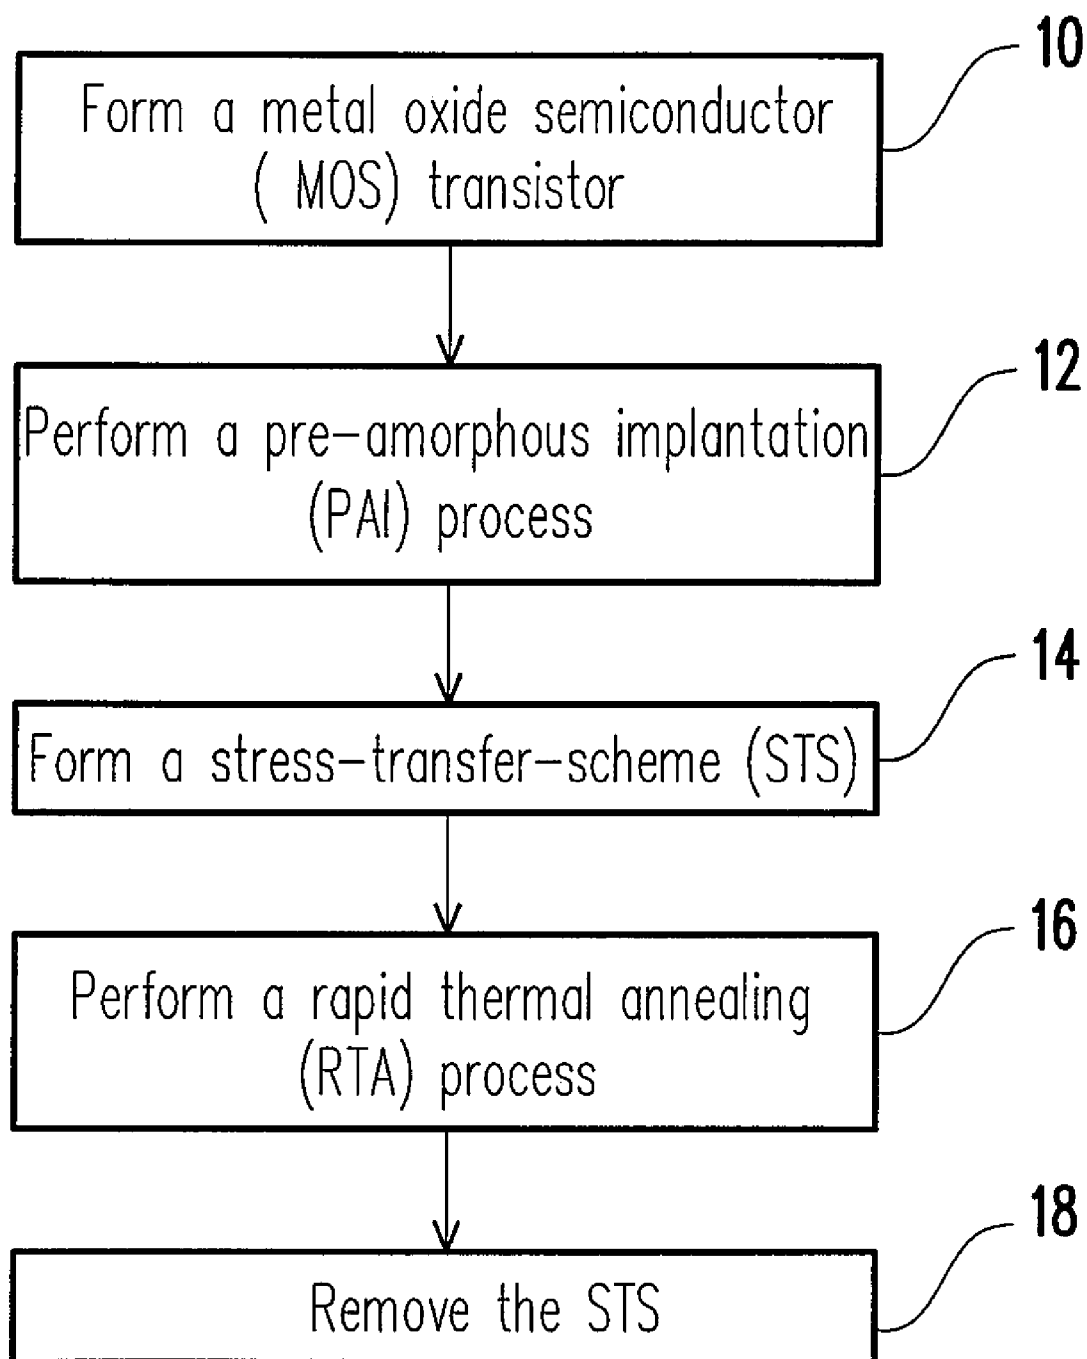 10
Form a metal oxide semiconductor
( MOS) transistor
12
Perform a pre-amorphous implantation
(PAI) process
14
Form a stress-transfer-scheme (STS)
16
Perform a rapid thermal annealing
(RTA) process
18
Remove the STS